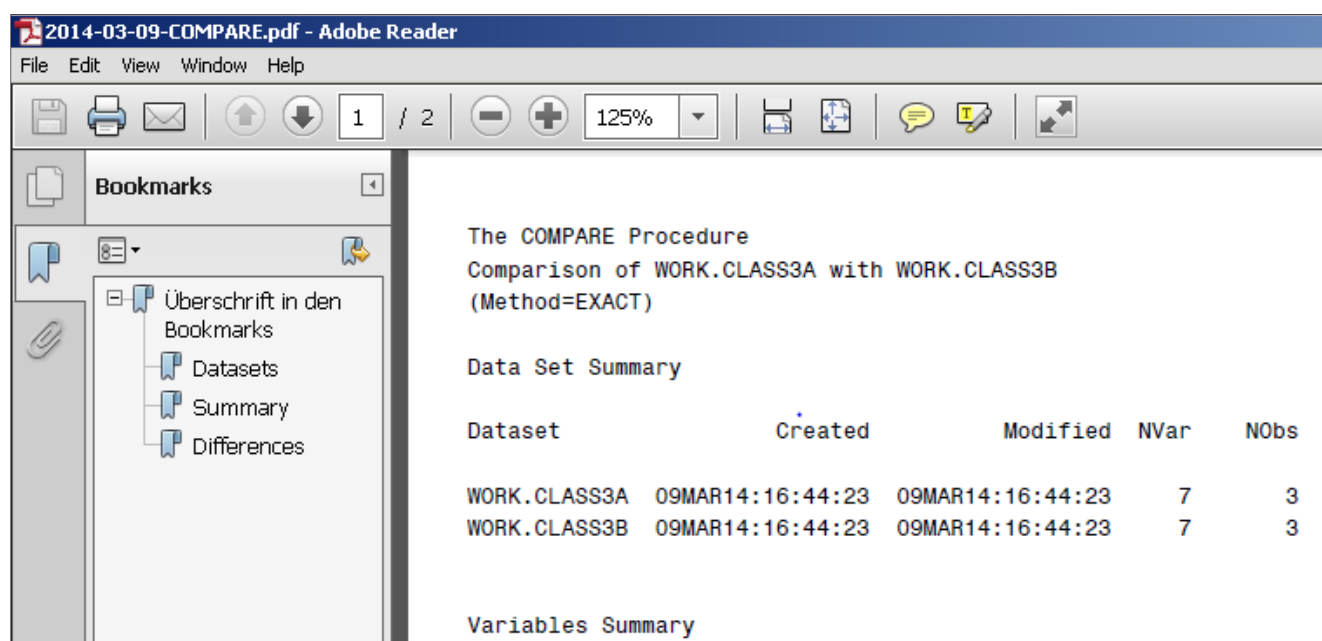 2014-03-09-COMPARE.pdf - Adobe Reader
File Edit View Window Help
1 / 2 125%
Bookmarks
Überschrift in den
Bookmarks
Datasets
Summary
Differences
The COMPARE Procedure
Comparison of WORK.CLASS3A with WORK.CLASS3B
(Method=EXACT)
Data Set Summary
Dataset Created Modified NVar NObs
WORK.CLASS3A 09MAR14:16:44:23 09MAR14:16:44:23 7 3
WORK.CLASS3B 09MAR14:16:44:23 09MAR14:16:44:23 7 3
Variables Summary